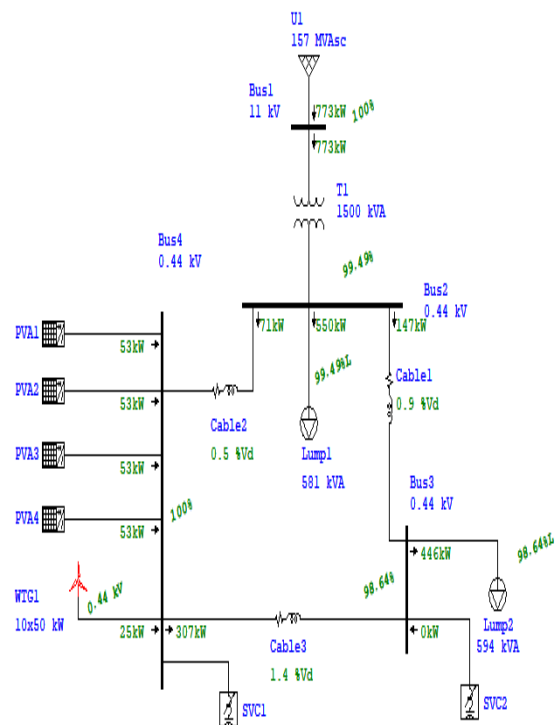 U1
157 MVAsc
Bus1
11 kV
773kW
100%
773kW
T1
1500 kVA
Bus4
0.44 kV
99.49%
Bus2
0.44 kV
71kW
550kW
147kW
PVA1
53kW
PVA2
53kW
99.49%L
Cable1
0.9 %Vd
Cable2
0.5 %Vd
Lump1
581 kVA
PVA3
53kW
PVA4
53kW
100%
Bus3
0.44 kV
446kW
98.64%L
98.64%
WTG1
10x50 kW
0.44 kV
25kW
307kW
Cable3
1.4 %Vd
0kW
Lump2
594 kVA
SVC1
SVC2